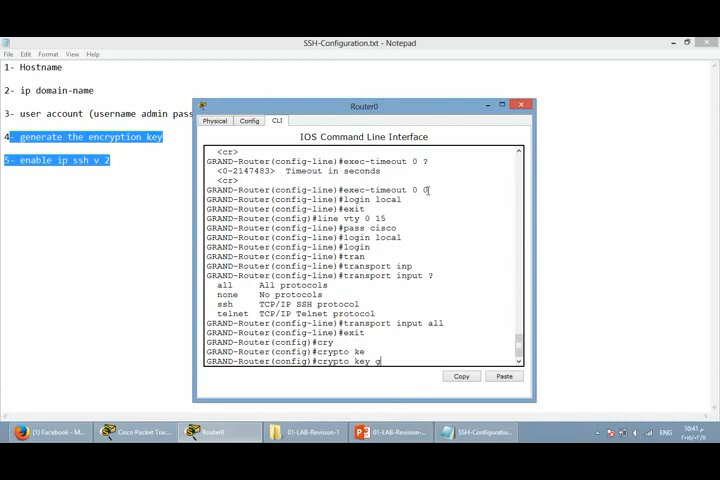 SSH-Configuration.txt - Notepad
File Edit Format View Help
1- Hostname
2- ip domain-name
3- user account (username admin pass
4- generate the encryption key
5- enable ip ssh v 2
Router0
Physical Config CLI
IOS Command Line Interface
<cr>
GRAND-Router(config-line)#exec-timeout 0 ?
<0-2147483> Timeout in seconds
<cr>
GRAND-Router(config-line)#exec-timeout 0 0
GRAND-Router(config-line)#login local
GRAND-Router(config-line)#exit
GRAND-Router(config)#line vty 0 15
GRAND-Router(config-line)#pass cisco
GRAND-Router(config-line)#login local
GRAND-Router(config-line)#login
GRAND-Router(config-line)#tran
GRAND-Router(config-line)#transport inp
GRAND-Router(config-line)#transport input ?
all All protocols
none No protocols
ssh TCP/IP SSH protocol
telnet TCP/IP Telnet protocol
GRAND-Router(config-line)#transport input all
GRAND-Router(config-line)#exit
GRAND-Router(config)#cry
GRAND-Router(config)#crypto ke
GRAND-Router(config)#crypto key g
Copy Paste
(1) Facebook - M... Cisco Packet Trac... Router0 01-LAB-Revision-1 01-LAB-Revision-... SSH-Configuratio... ENG
١٠:٤١ م